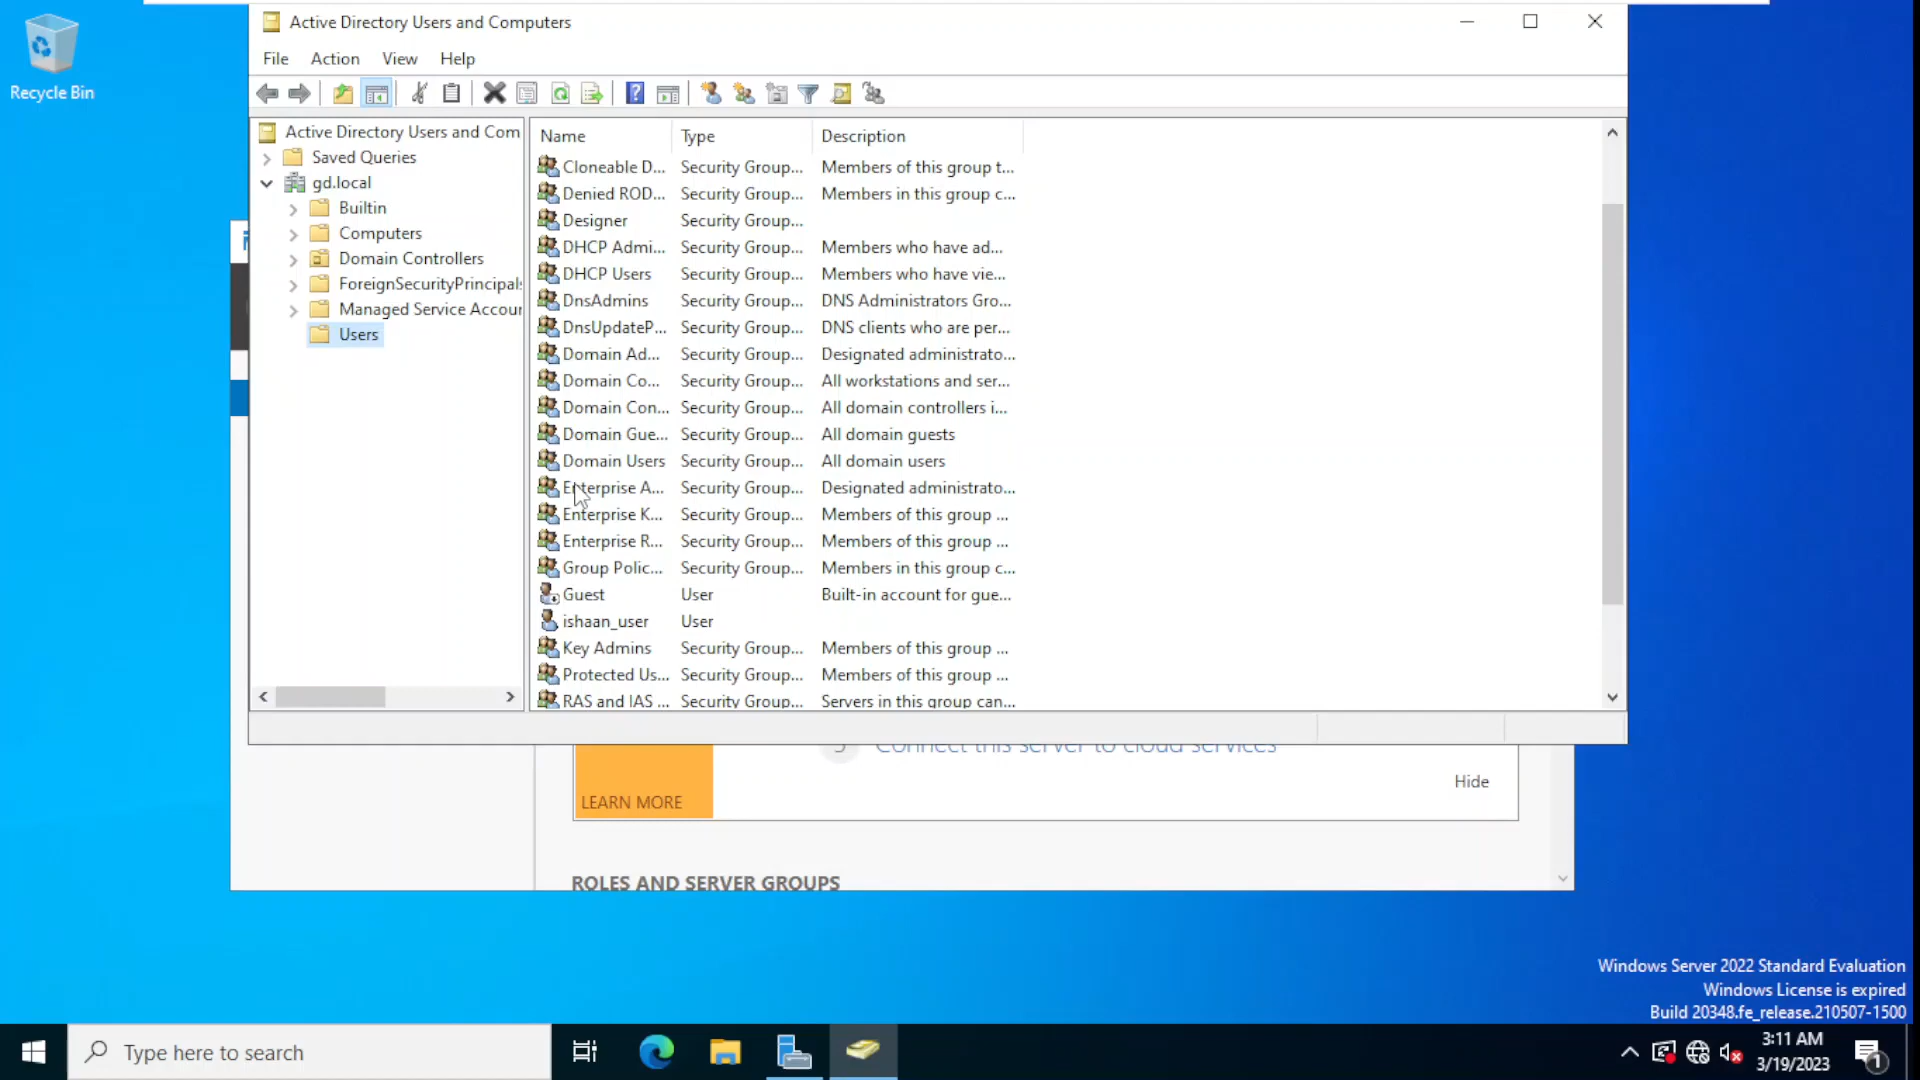 Recycle Bin
Active Directory Users and Computers
File Action View Help
Active Directory Users and Com
Saved Queries
gd.local
Builtin
Computers
Domain Controllers
ForeignSecurityPrincipals
Managed Service Accour
Users
Name Type Description
Cloneable D... Security Group... Members of this group t...
Denied ROD... Security Group... Members in this group c...
Designer Security Group...
DHCP Admi... Security Group... Members who have ad...
DHCP Users Security Group... Members who have vie...
DnsAdmins Security Group... DNS Administrators Gro...
DnsUpdateP... Security Group... DNS clients who are per...
Domain Ad... Security Group... Designated administrato...
Domain Co... Security Group... All workstations and ser...
Domain Con... Security Group... All domain controllers i...
Domain Gue... Security Group... All domain guests
Domain Users Security Group... All domain users
Enterprise A... Security Group... Designated administrato...
Enterprise K... Security Group... Members of this group ...
Enterprise R... Security Group... Members of this group ...
Group Polic... Security Group... Members in this group c...
Guest User Built-in account for gue...
ishaan_user User
Key Admins Security Group... Members of this group ...
Protected Us... Security Group... Members of this group ...
RAS and IAS ... Security Group... Servers in this group can...
5 Connect this server to cloud services
Hide
LEARN MORE
ROLES AND SERVER GROUPS
Windows Server 2022 Standard Evaluation
Windows License is expired
Build 20348.fe_release.210507-1500
Type here to search
3:11 AM
3/19/2023
1